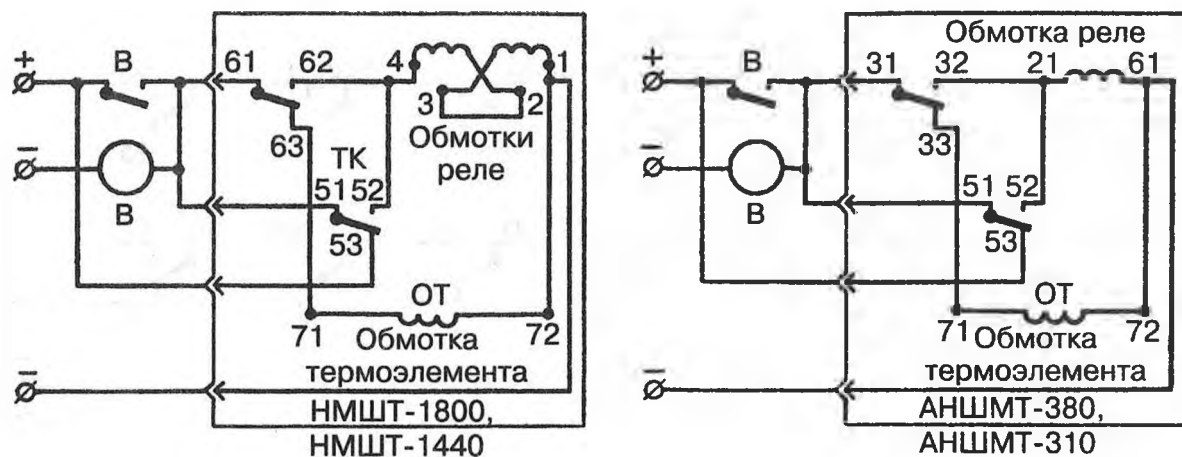 +
В
61
62
4
1
3
2
Обмотки
реле
63
ТК
51 52
53
−
В
ОТ
71
72
Обмотка
термоэлемента
−
НМШТ-1800,
НМШТ-1440
Обмотка реле
+
В
31
32
21
61
33
51
52
53
−
В
ОТ
71
72
Обмотка
термоэлемента
−
АНШМТ-380,
АНШМТ-310